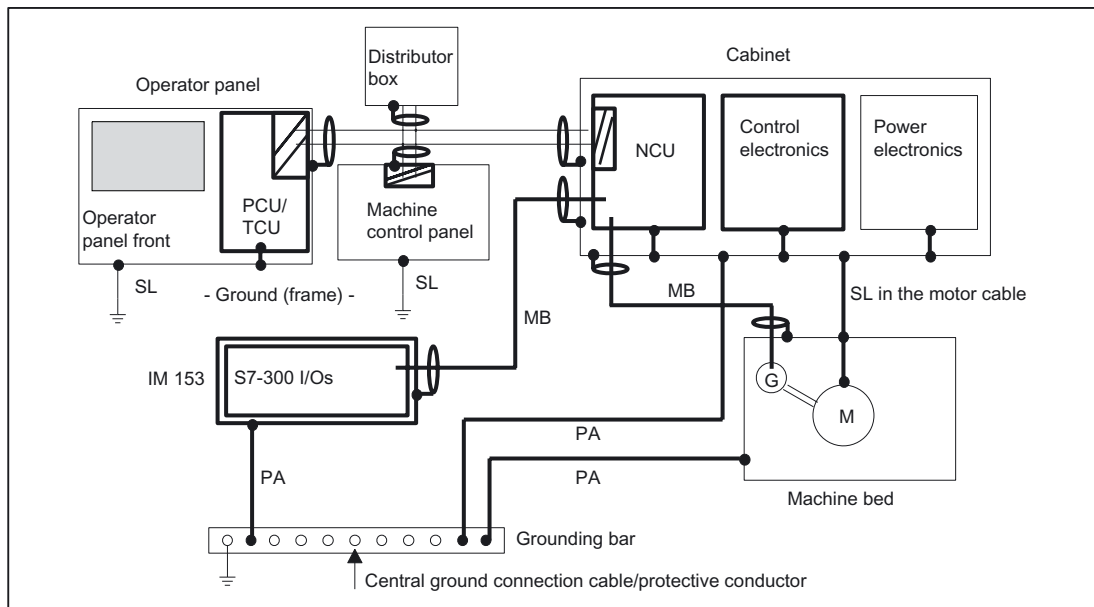 Distributor
box
Cabinet
Operator panel
NCU
Control
electronics
Power
electronics
PCU/
TCU
Operator
panel front
Machine
control panel
SL
- Ground (frame) -
SL
MB
MB
SL in the motor cable
IM 153
S7-300 I/Os
G
M
PA
PA
PA
Machine bed
Grounding bar
Central ground connection cable/protective conductor